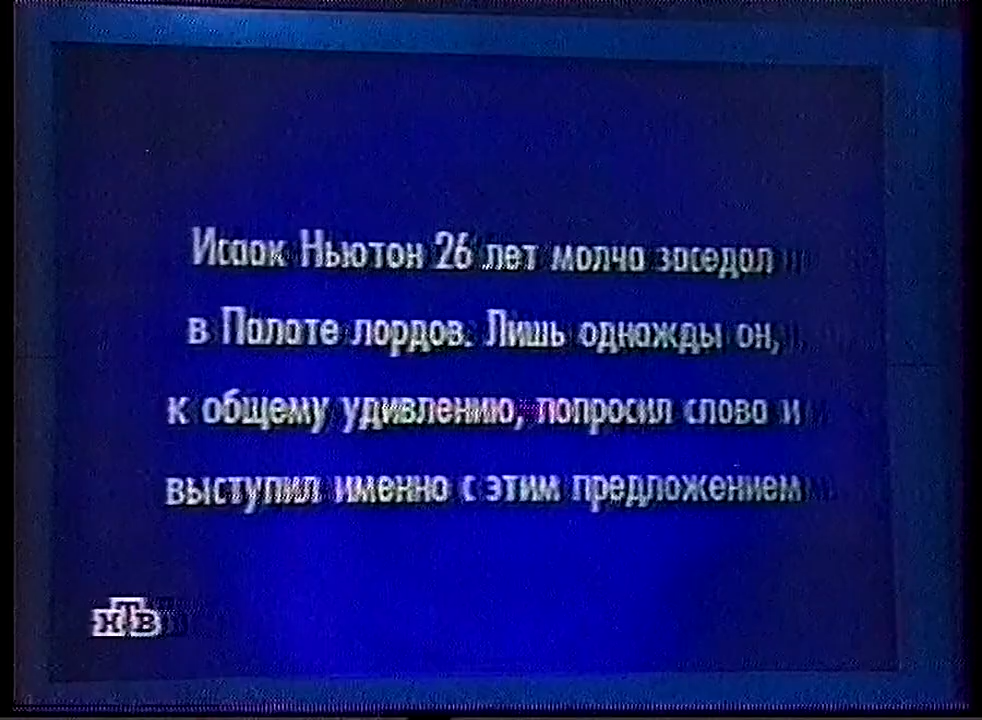 Исаак Ньютон 26 лет молча заседал
в Палате лордов. Лишь однажды он,
к общему удивлению, попросил слово и
выступил именно с этим предложением
нтв